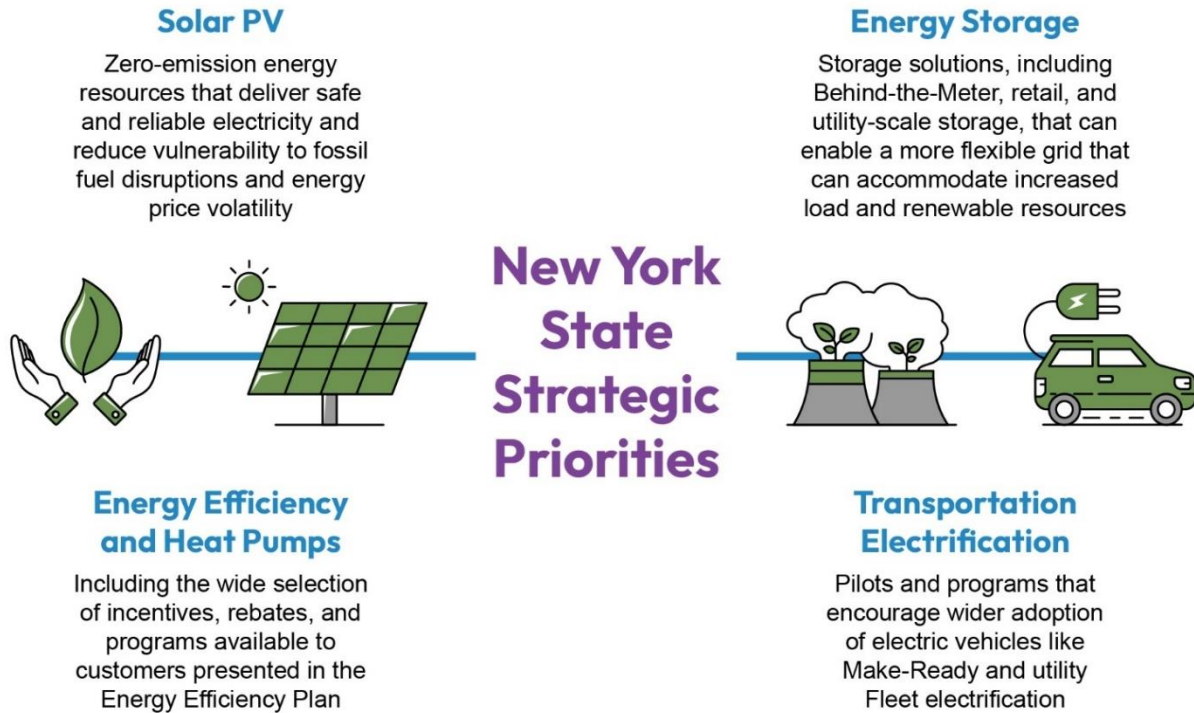 Solar PV
Zero-emission energy
resources that deliver safe
and reliable electricity and
reduce vulnerability to fossil
fuel disruptions and energy
price volatility
Energy Storage
Storage solutions, including
Behind-the-Meter, retail, and
utility-scale storage, that can
enable a more flexible grid that
can accommodate increased
load and renewable resources
New York
State
Strategic
Priorities
Energy Efficiency
and Heat Pumps
Including the wide selection
of incentives, rebates, and
programs available to
customers presented in the
Energy Efficiency Plan
Transportation
Electrification
Pilots and programs that
encourage wider adoption
of electric vehicles like
Make-Ready and utility
Fleet electrification